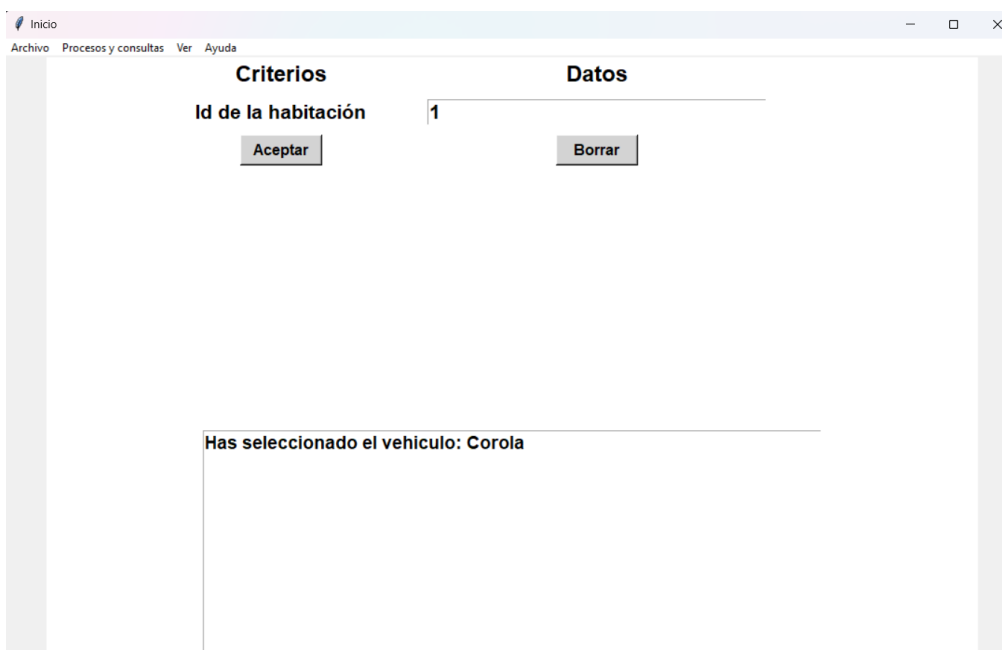 Inicio
Archivo Procesos y consultas Ver Ayuda
Criterios Datos
Id de la habitación 1
Aceptar Borrar
Has seleccionado el vehiculo: Corola